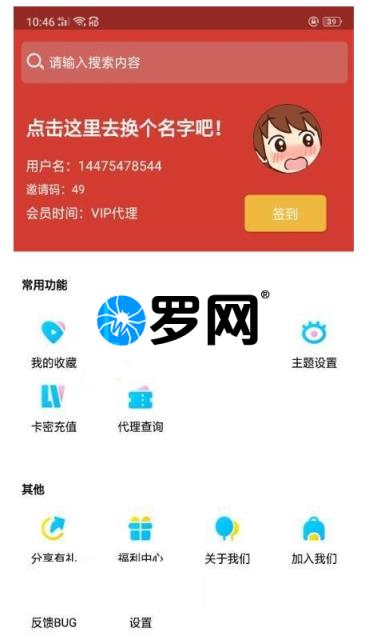 10:46
39
请输入搜索内容
点击这里去换个名字吧！
用户名：14475478544
邀请码：49
会员时间：VIP代理
签到
常用功能
罗网®
我的收藏
主题设置
卡密充值
代理查询
其他
分享有礼
福利中心
关于我们
加入我们
反馈BUG
设置